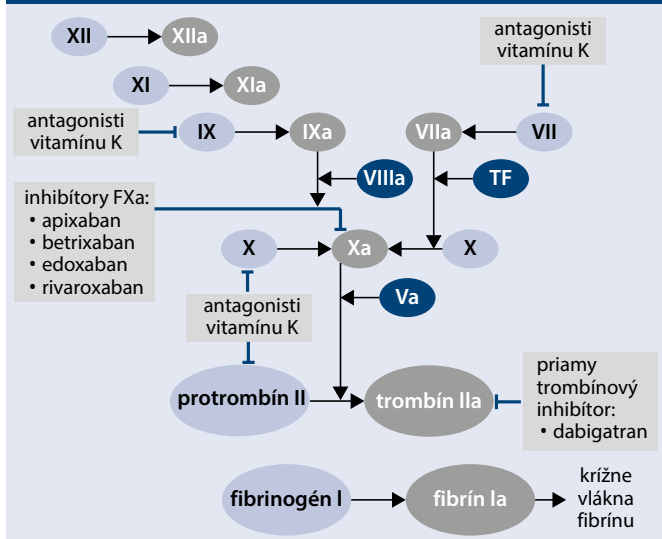 XII XIIa
antagonisti
vitamínu K
XI XIa
antagonisti
vitamínu K
IX IXa VIIa VII
VIIIa TF
inhibítory FXa:
• apixaban
• betrixaban
• edoxaban
• rivaroxaban
X Xa X
antagonisti
vitamínu K
Va
protrombín II trombín IIa
priamy
trombínový
inhibítor:
• dabigatran
fibrinogén I fibrín Ia
krížne
vlákna
fibrínu